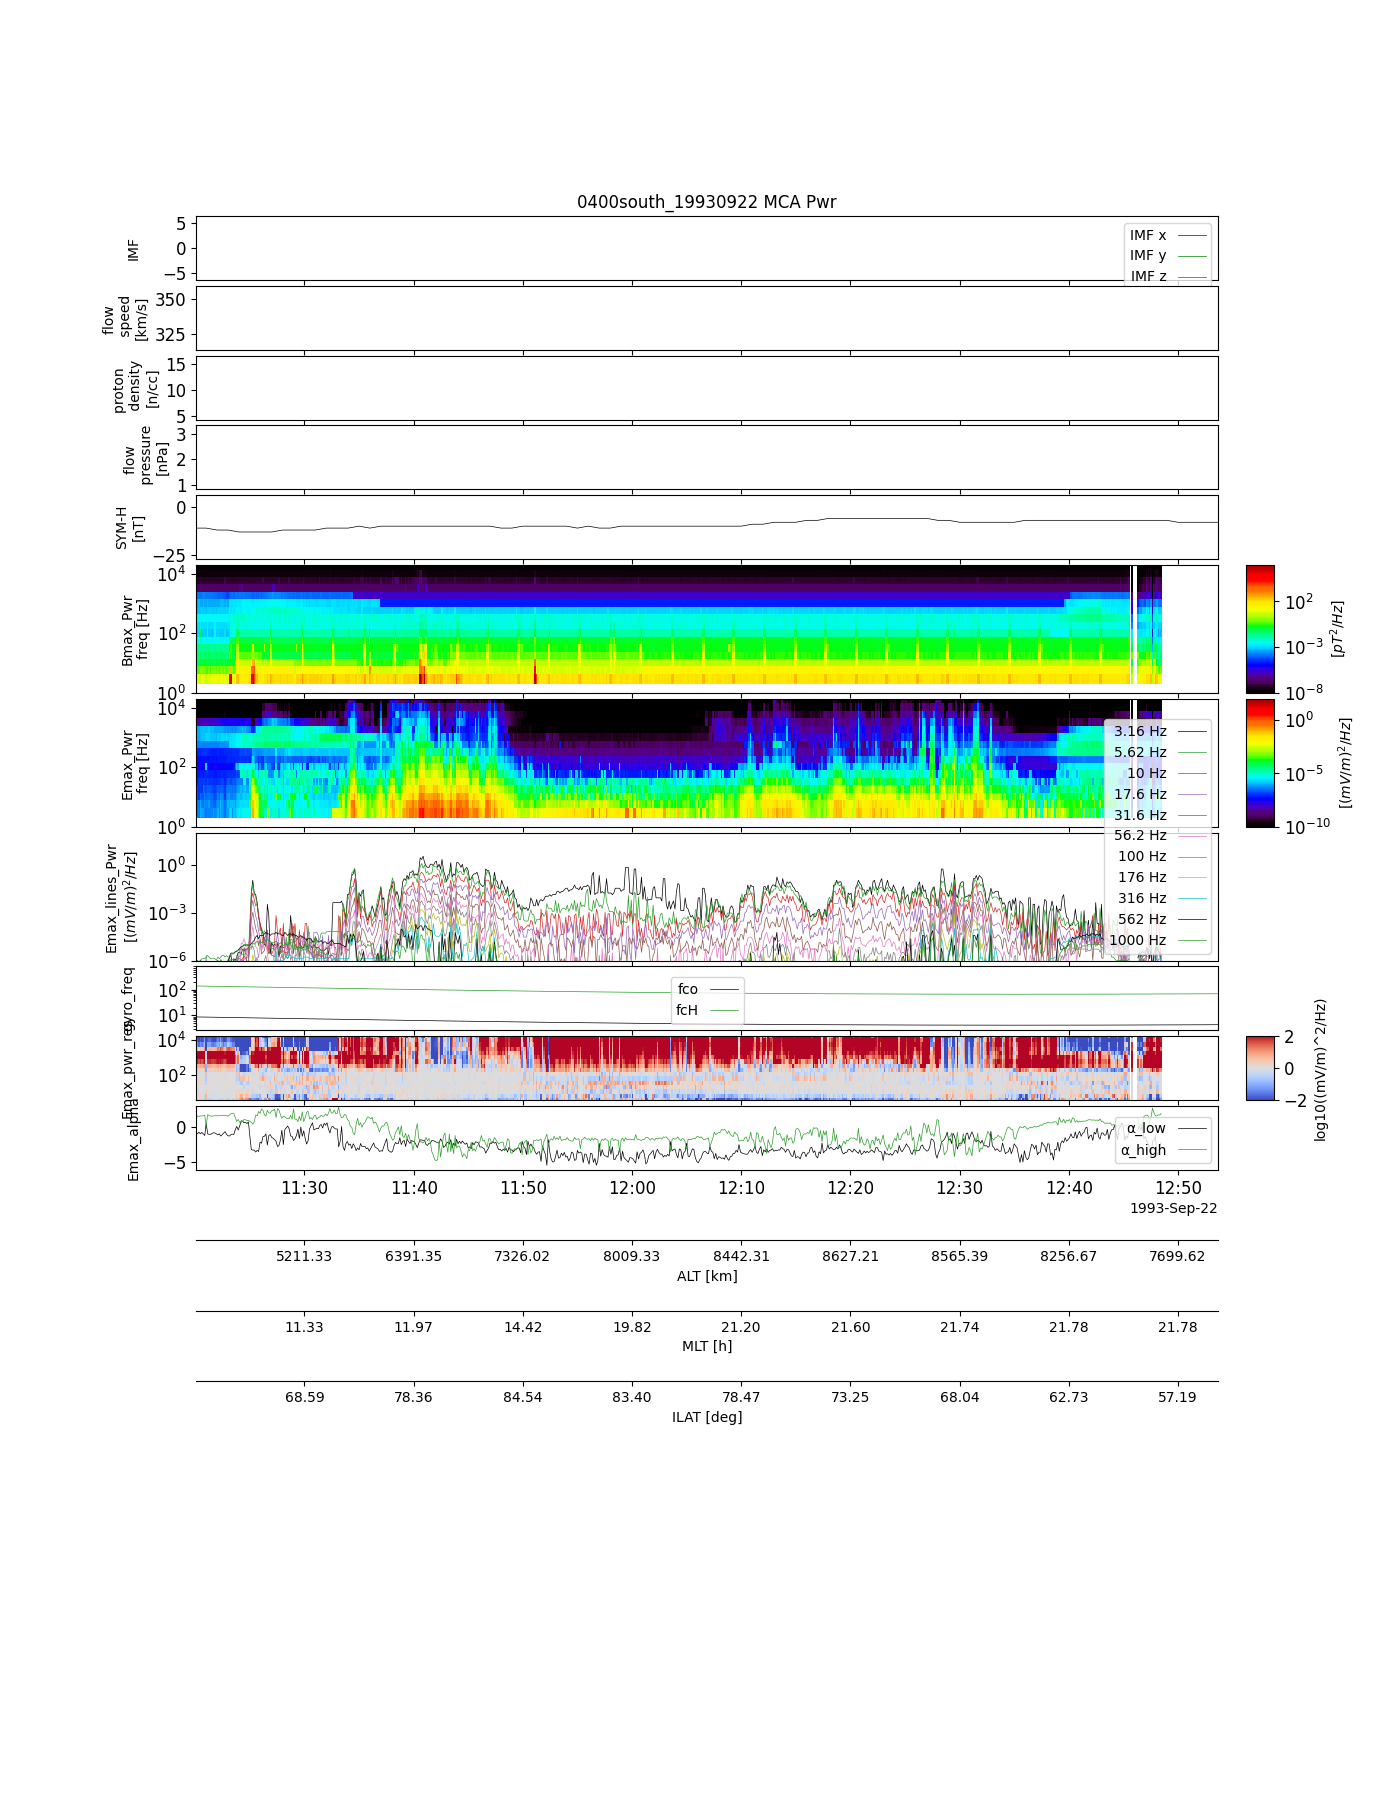 0400south_19930922 MCA Pwr
5
0
−5
IMF
IMF x
IMF y
IMF z
350
325
flow
speed
[km/s]
15
10
5
proton
density
[n/cc]
3
2
1
flow
pressure
[nPa]
0
−25
SYM-H
[nT]
10^4
10^2
10^0
Bmax_Pwr
freq [Hz]
10^2
10^−3
10^−8
[pT^2/Hz]
10^4
10^2
10^0
Emax_Pwr
freq [Hz]
10^0
10^−5
10^−10
[(mV/m)^2/Hz]
3.16 Hz
5.62 Hz
10 Hz
17.6 Hz
31.6 Hz
56.2 Hz
100 Hz
176 Hz
316 Hz
562 Hz
1000 Hz
10^0
10^−3
10^−6
Emax_lines_Pwr
[(mV/m)^2/Hz]
10^2
10^1
gyro_freq
fco
fcH
10^4
10^2
Emax_pwr_reg
2
0
−2
log10((mV/m)^2/Hz)
0
−5
Emax_alpha
α_low
α_high
11:30 11:40 11:50 12:00 12:10 12:20 12:30 12:40 12:50
1993-Sep-22
5211.33 6391.35 7326.02 8009.33 8442.31 8627.21 8565.39 8256.67 7699.62
ALT [km]
11.33 11.97 14.42 19.82 21.20 21.60 21.74 21.78 21.78
MLT [h]
68.59 78.36 84.54 83.40 78.47 73.25 68.04 62.73 57.19
ILAT [deg]